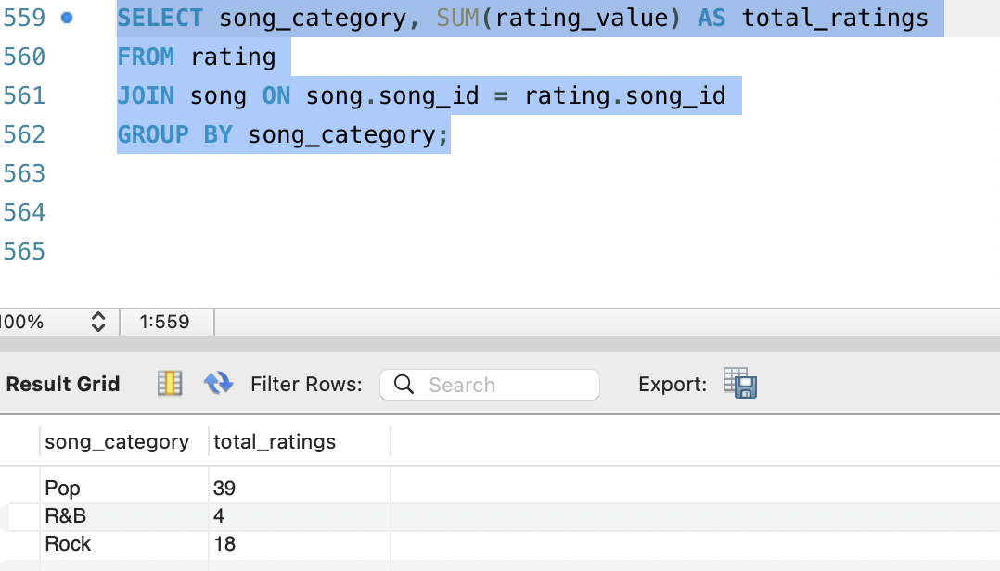 559 SELECT song_category, SUM(rating_value) AS total_ratings
560 FROM rating
561 JOIN song ON song.song_id = rating.song_id
562 GROUP BY song_category;
563
564
565
100% 1:559
Result Grid Filter Rows: Search Export:
song_category total_ratings
Pop 39
R&B 4
Rock 18